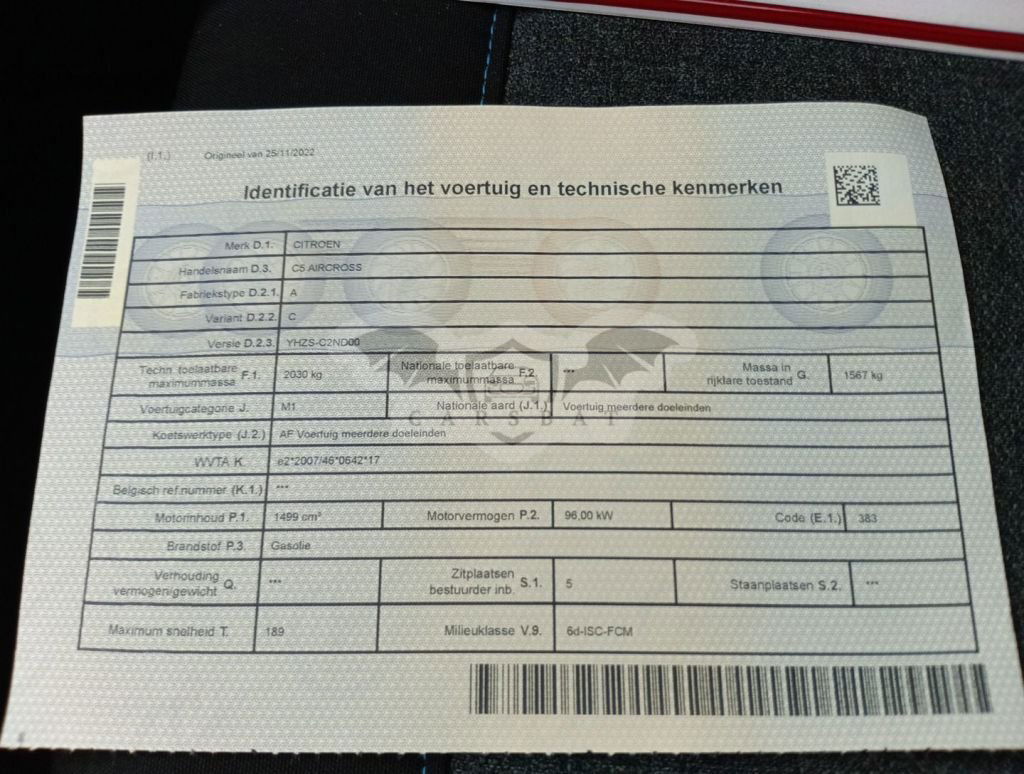 (I.1.) Origineel van 25/11/2022
Identificatie van het voertuig en technische kenmerken
Merk D.1. CITROEN
Handelsnaam D.3. C5 AIRCROSS
Fabriekstype D.2.1. A
Variant D.2.2. C
Versie D.2.3. YHZS-C2ND00
Techn. toelaatbare maximummassa F.1. 2030 kg Nationale toelaatbare maximummassa F.2. *** Massa in rijklare toestand G. 1567 kg
Voertuigcategorie J. M1 Nationale aard (J.1.) Voertuig meerdere doeleinden
Koetswerktype (J.2.) AF Voertuig meerdere doeleinden
CARSBAT
WVTA K. e2*2007/46*0642*17
Belgisch ref.nummer (K.1.) ***
Motorinhoud P.1. 1499 cm³ Motorvermogen P.2. 96,00 kW Code (E.1.) 383
Brandstof P.3. Gasolie
Verhouding vermogen/gewicht Q. *** Zitplaatsen bestuurder inb. S.1. 5 Staanplaatsen S.2. ***
Maximum snelheid T. 189 Milieuklasse V.9. 6d-ISC-FCM